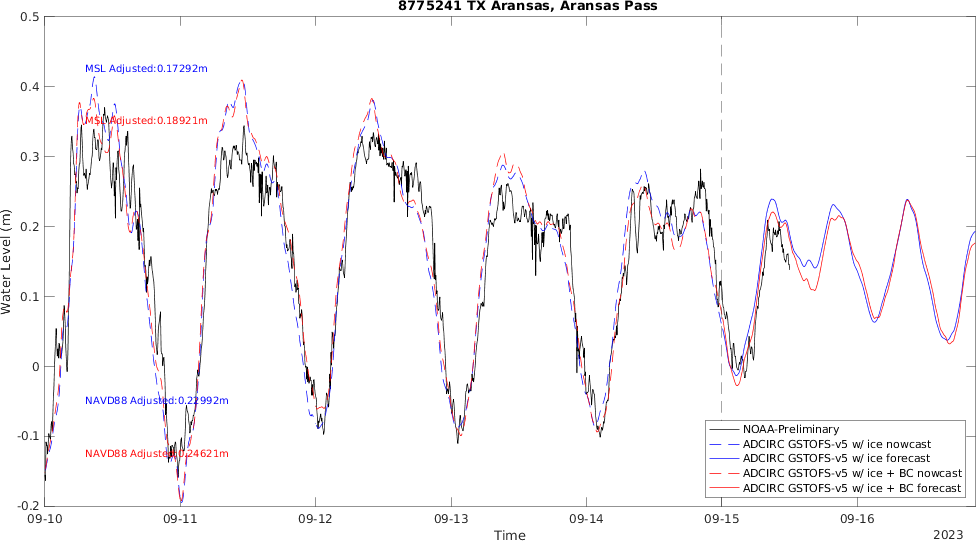 8775241 TX Aransas, Aransas Pass
0.5
0.4
0.3
0.2
0.1
0
-0.1
-0.2
Water Level (m)
MSL Adjusted:0.17292m
MSL Adjusted:0.18921m
NAVD88 Adjusted:0.22992m
NAVD88 Adjusted:0.24621m
NOAA-Preliminary
ADCIRC GSTOFS-v5 w/ ice nowcast
ADCIRC GSTOFS-v5 w/ ice forecast
ADCIRC GSTOFS-v5 w/ ice + BC nowcast
ADCIRC GSTOFS-v5 w/ ice + BC forecast
09-10 09-11 09-12 09-13 09-14 09-15 09-16
Time
2023